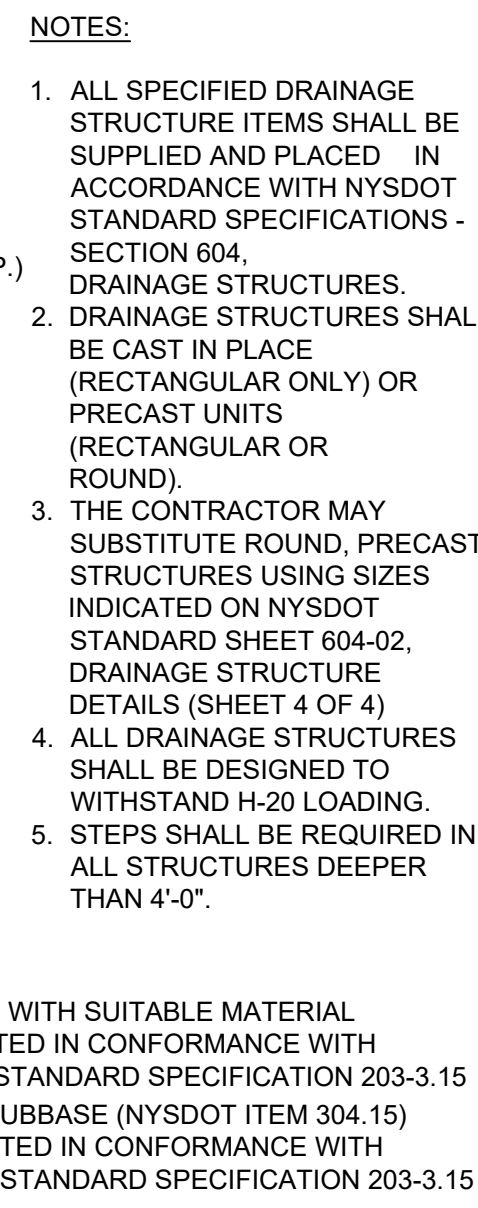 NOTES:
1. ALL SPECIFIED DRAINAGE
STRUCTURE ITEMS SHALL BE
SUPPLIED AND PLACED IN
ACCORDANCE WITH NYSDOT
STANDARD SPECIFICATIONS -
SECTION 604,
P.)
DRAINAGE STRUCTURES.
2. DRAINAGE STRUCTURES SHAL
BE CAST IN PLACE
(RECTANGULAR ONLY) OR
PRECAST UNITS
(RECTANGULAR OR
ROUND).
3. THE CONTRACTOR MAY
SUBSTITUTE ROUND, PRECAST
STRUCTURES USING SIZES
INDICATED ON NYSDOT
STANDARD SHEET 604-02,
DRAINAGE STRUCTURE
DETAILS (SHEET 4 OF 4)
4. ALL DRAINAGE STRUCTURES
SHALL BE DESIGNED TO
WITHSTAND H-20 LOADING.
5. STEPS SHALL BE REQUIRED IN
ALL STRUCTURES DEEPER
THAN 4'-0".
WITH SUITABLE MATERIAL
TED IN CONFORMANCE WITH
STANDARD SPECIFICATION 203-3.15
UBBASE (NYSDOT ITEM 304.15)
TED IN CONFORMANCE WITH
STANDARD SPECIFICATION 203-3.15